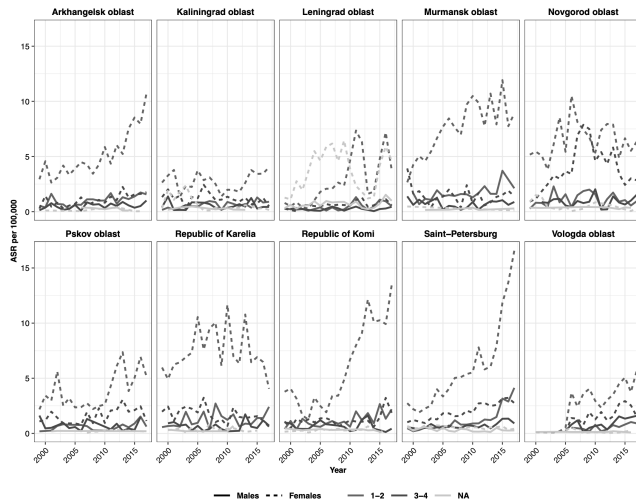 Arkhangelsk oblast Kaliningrad oblast Leningrad oblast Murmansk oblast Novgorod oblast
15
10
5
0
Pskov oblast Republic of Karelia Republic of Komi Saint−Petersburg Vologda oblast
15
10
5
0
ASR per 100,000
2000 2005 2010 2015 2000 2005 2010 2015 2000 2005 2010 2015 2000 2005 2010 2015 2000 2005 2010 2015
Year
Males Females 1−2 3−4 NA